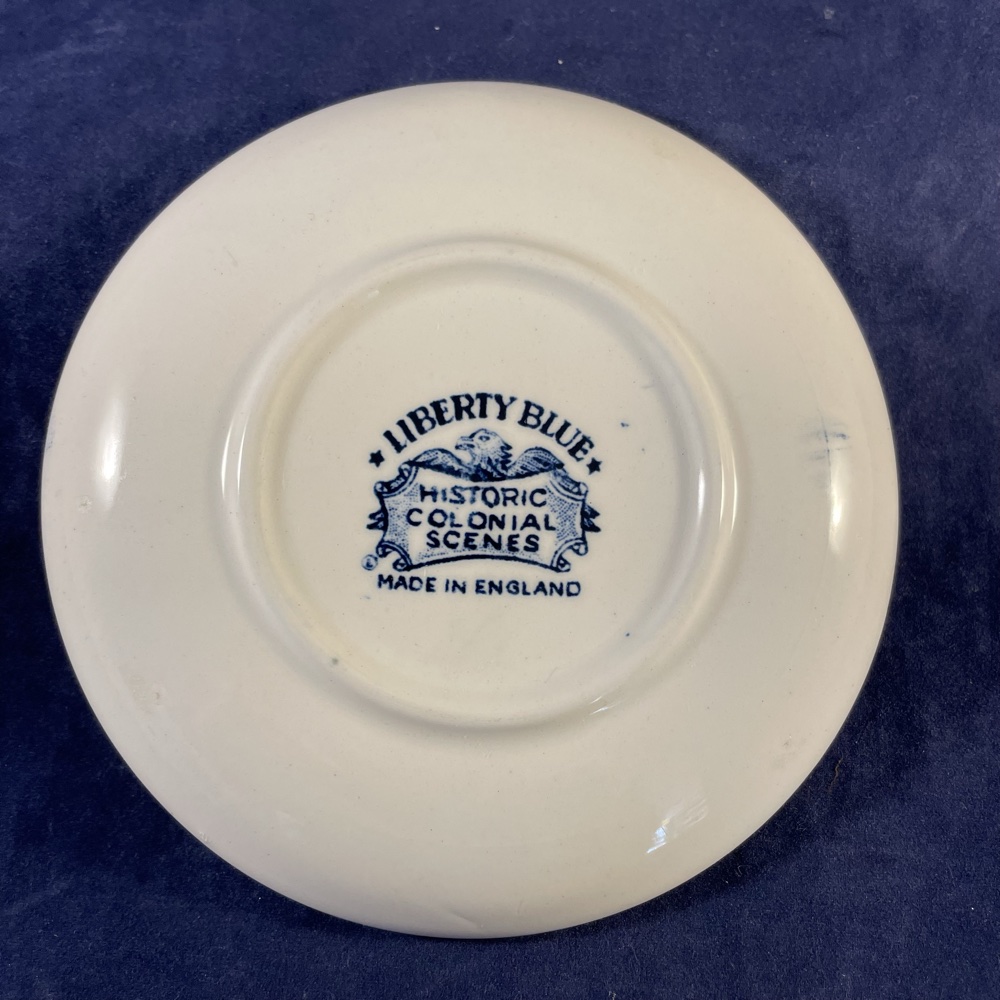 ★ LIBERTY BLUE ★
HISTORIC
COLONIAL
SCENES
©
MADE IN ENGLAND